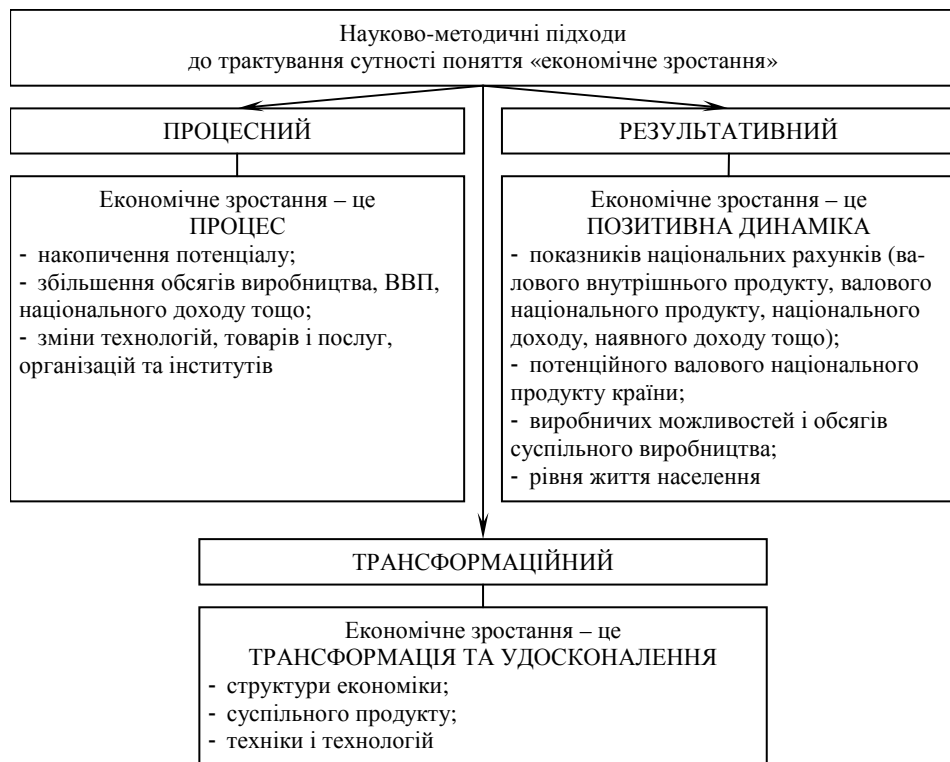 Науково-методичні підходи
до трактування сутності поняття «економічне зростання»
ПРОЦЕСНИЙ
Економічне зростання – це
ПРОЦЕС
- накопичення потенціалу;
- збільшення обсягів виробництва, ВВП,
національного доходу тощо;
- зміни технологій, товарів і послуг,
організацій та інститутів
РЕЗУЛЬТАТИВНИЙ
Економічне зростання – це
ПОЗИТИВНА ДИНАМІКА
- показників національних рахунків (ва-
лового внутрішнього продукту, валового
національного продукту, національного
доходу, наявного доходу тощо);
- потенційного валового національного
продукту країни;
- виробничих можливостей і обсягів
суспільного виробництва;
- рівня життя населення
ТРАНСФОРМАЦІЙНИЙ
Економічне зростання – це
ТРАНСФОРМАЦІЯ ТА УДОСКОНАЛЕННЯ
- структури економіки;
- суспільного продукту;
- техніки і технологій